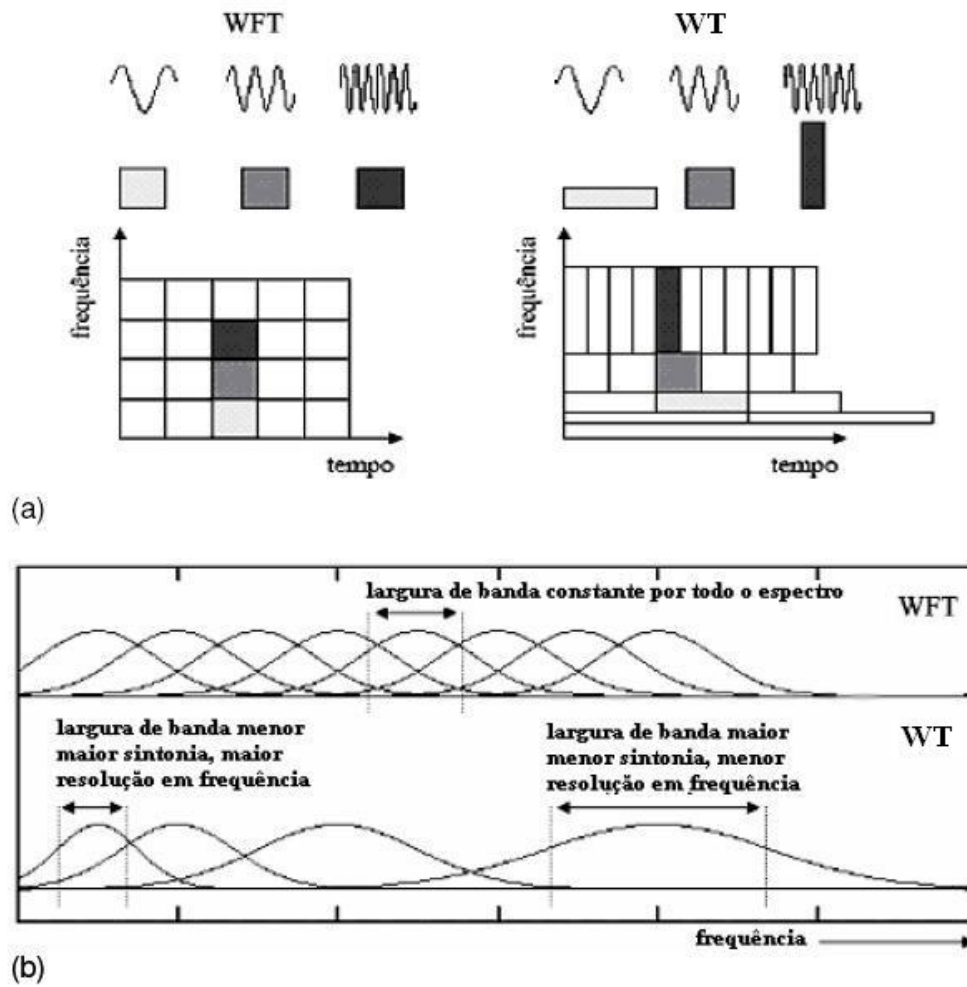 WFT
WT
frequência
tempo
frequência
tempo
(a)
largura de banda constante por todo o espectro
WFT
largura de banda menor
maior sintonia, maior
resolução em frequência
largura de banda maior
menor sintonia, menor
resolução em frequência
WT
frequência
(b)